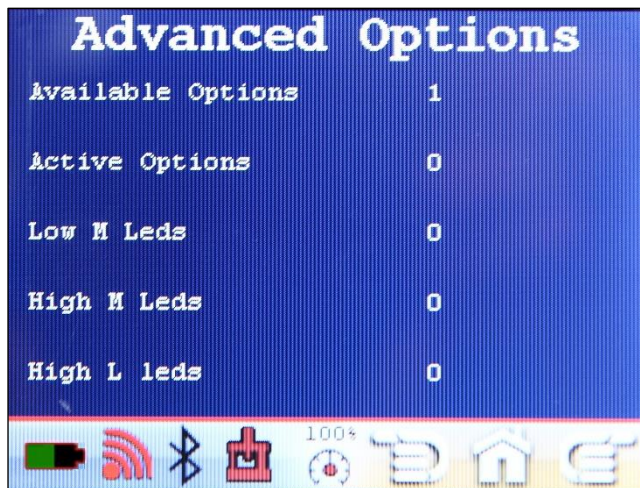 Advanced Options
Available Options 1
Active Options 0
Low M Leds 0
High M Leds 0
High L leds 0
100%